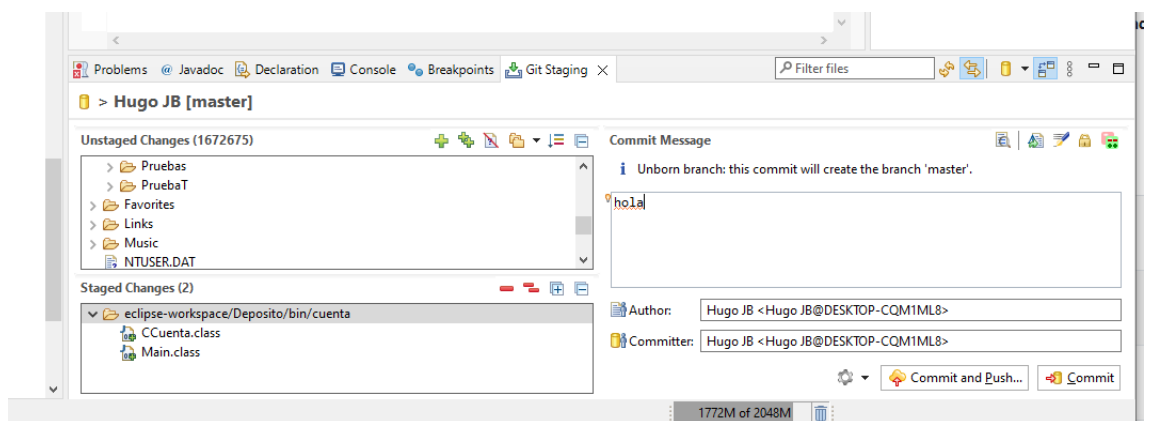 Problems @ Javadoc Declaration Console Breakpoints Git Staging Filter files
> Hugo JB [master]
Unstaged Changes (1672675)
Pruebas
PruebaT
Favorites
Links
Music
NTUSER.DAT
Staged Changes (2)
eclipse-workspace/Deposito/bin/cuenta
CCuenta.class
Main.class
Commit Message
Unborn branch: this commit will create the branch 'master'.
hola
Author: Hugo JB <Hugo JB@DESKTOP-CQM1ML8>
Committer: Hugo JB <Hugo JB@DESKTOP-CQM1ML8>
Commit and Push... Commit
1772M of 2048M